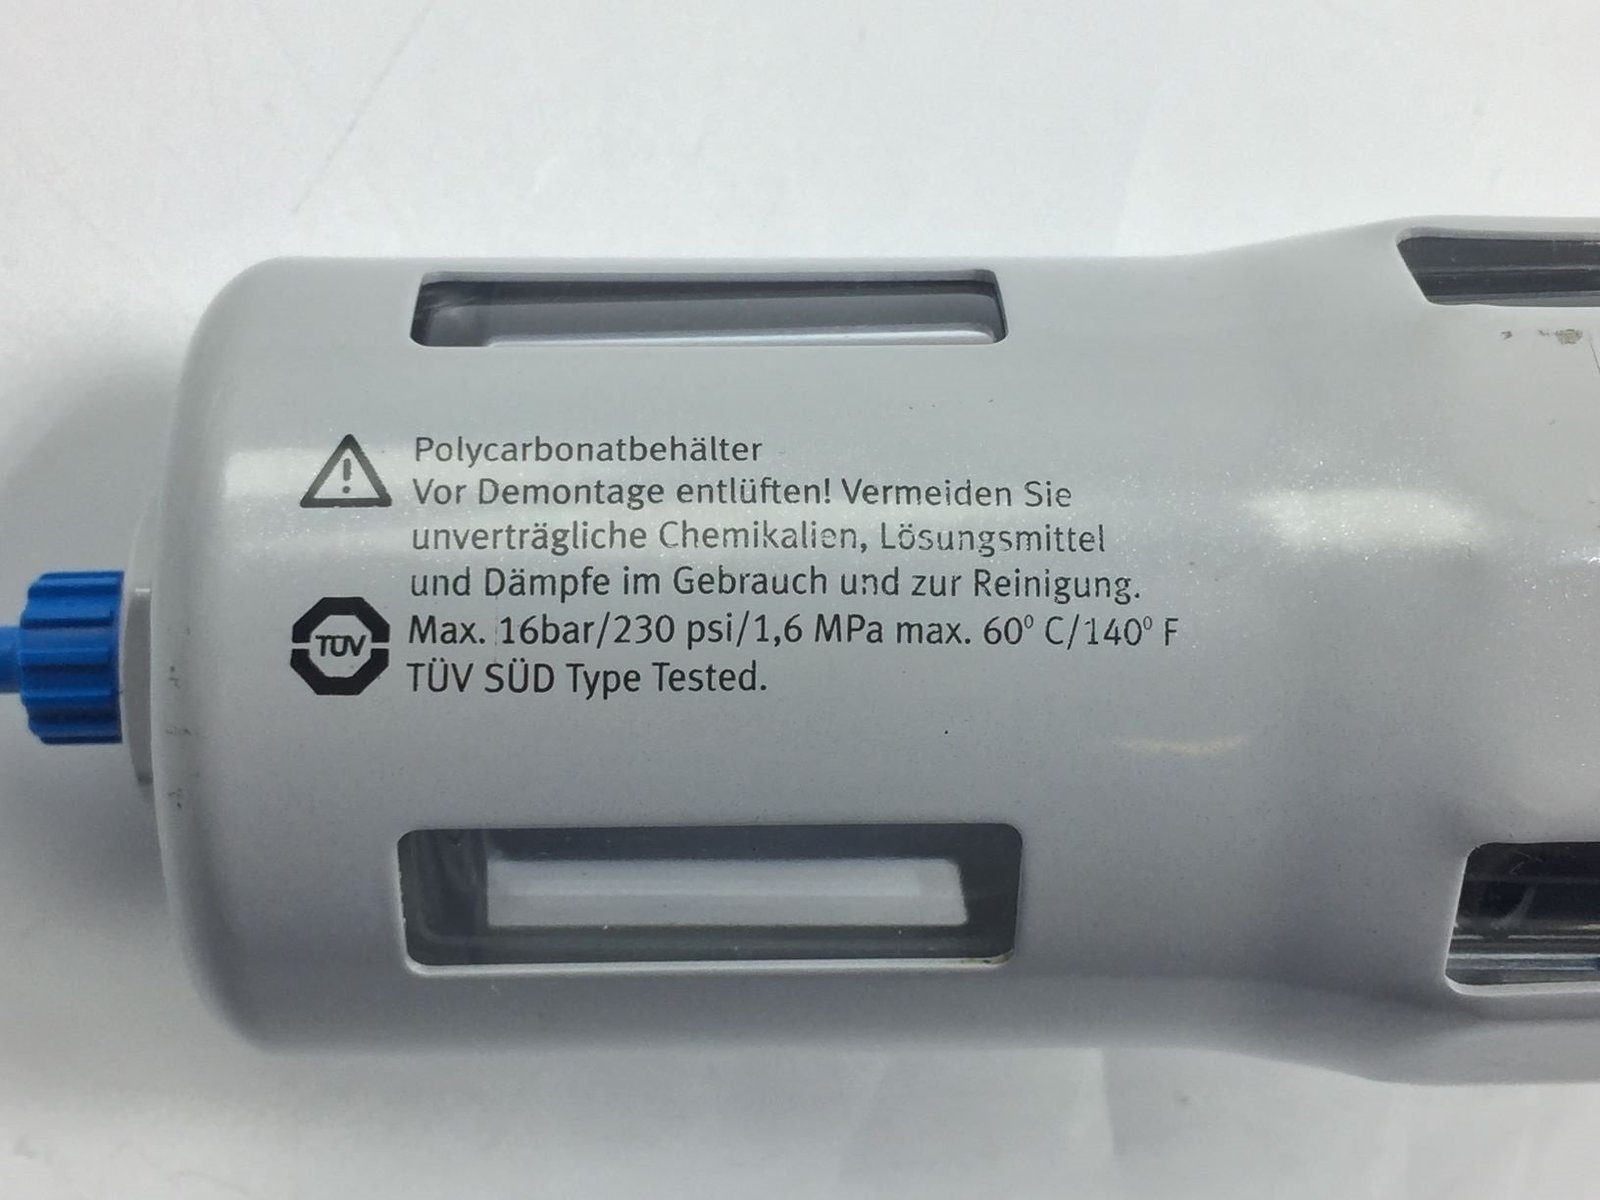 Polycarbonatbehälter
Vor Demontage entlüften! Vermeiden Sie
unverträgliche Chemikalien, Lösungsmittel
und Dämpfe im Gebrauch und zur Reinigung.
Max. 16bar/230 psi/1,6 MPa max. 60° C/140° F
TÜV
TÜV SÜD Type Tested.